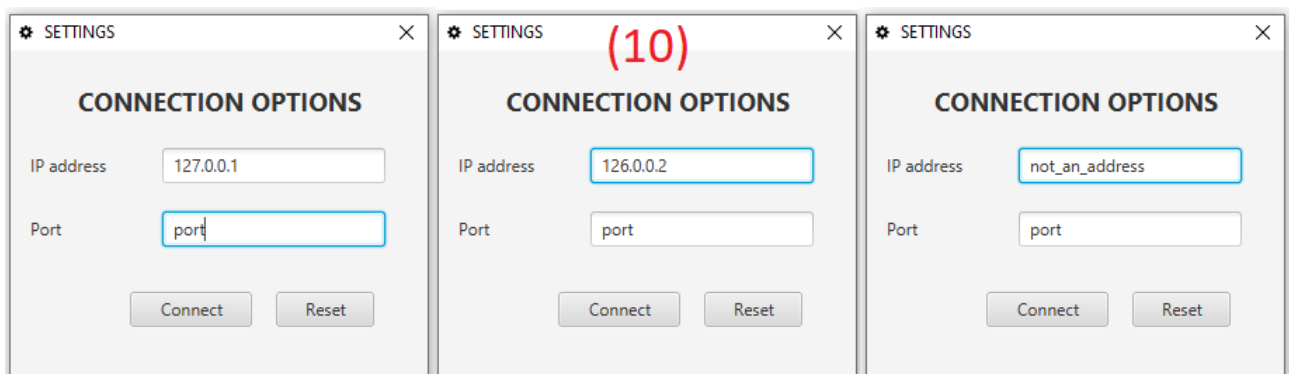 SETTINGS
CONNECTION OPTIONS
IP address 127.0.0.1
Port port
Connect Reset
SETTINGS
(10)
CONNECTION OPTIONS
IP address 126.0.0.2
Port port
Connect Reset
SETTINGS
CONNECTION OPTIONS
IP address not_an_address
Port port
Connect Reset